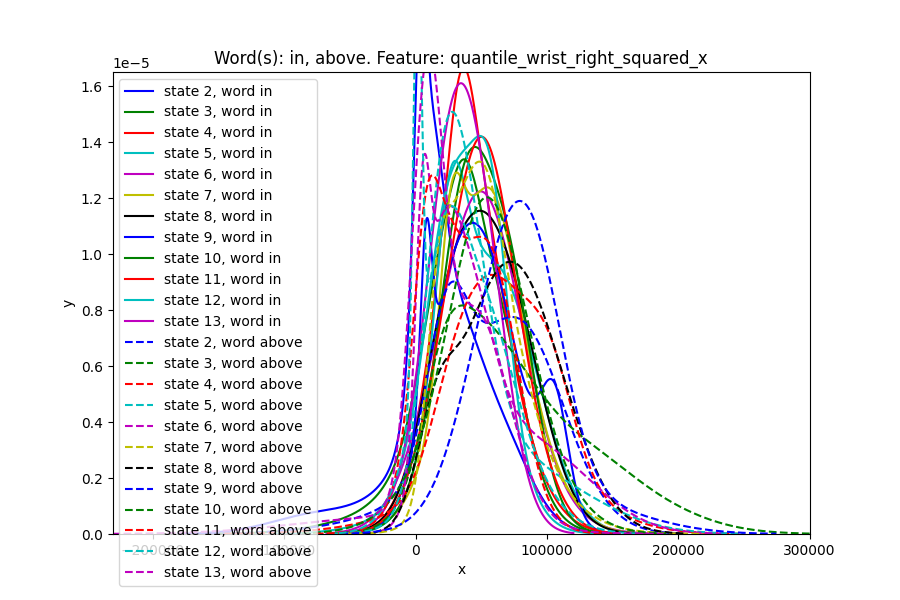 Word(s): in, above. Feature: quantile_wrist_right_squared_x
1e−5
1.6
1.4
1.2
1.0
0.8
0.6
0.4
0.2
0.0
y
state 2, word in
state 3, word in
state 4, word in
state 5, word in
state 6, word in
state 7, word in
state 8, word in
state 9, word in
state 10, word in
state 11, word in
state 12, word in
state 13, word in
state 2, word above
state 3, word above
state 4, word above
state 5, word above
state 6, word above
state 7, word above
state 8, word above
state 9, word above
state 10, word above
state 11, word above
state 12, word above
state 13, word above
−200000 −100000 0 100000 200000 300000
x